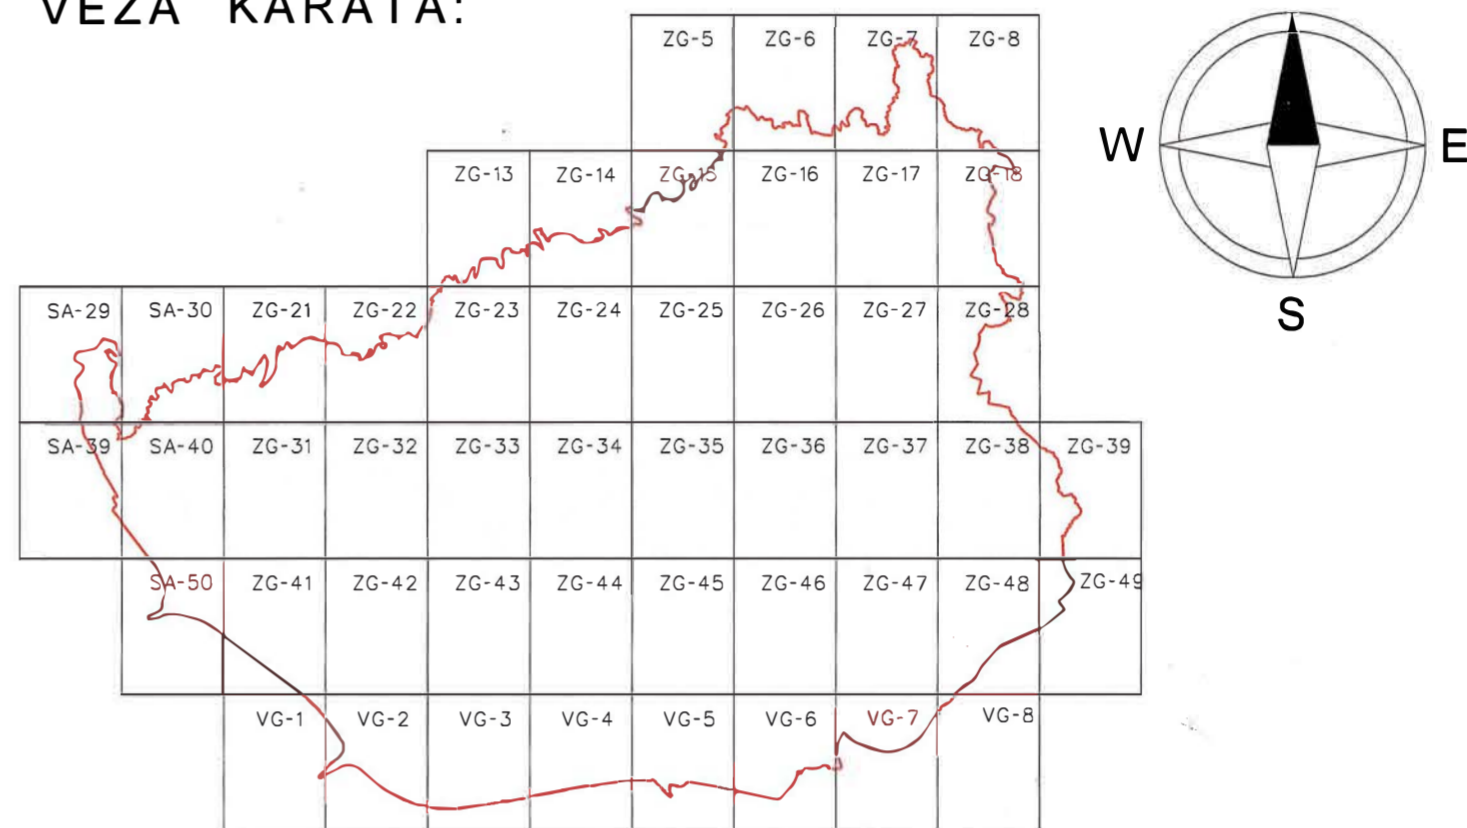 VEZA KARATA:
ZG-5 ZG-6 ZG-7 ZG-8
W E
ZG-13 ZG-14 ZG-15 ZG-16 ZG-17 ZG-18
SA-29 SA-30 ZG-21 ZG-22 ZG-23 ZG-24 ZG-25 ZG-26 ZG-27 ZG-28
S
SA-39 SA-40 ZG-31 ZG-32 ZG-33 ZG-34 ZG-35 ZG-36 ZG-37 ZG-38 ZG-39
SA-50 ZG-41 ZG-42 ZG-43 ZG-44 ZG-45 ZG-46 ZG-47 ZG-48 ZG-49
VG-1 VG-2 VG-3 VG-4 VG-5 VG-6 VG-7 VG-8